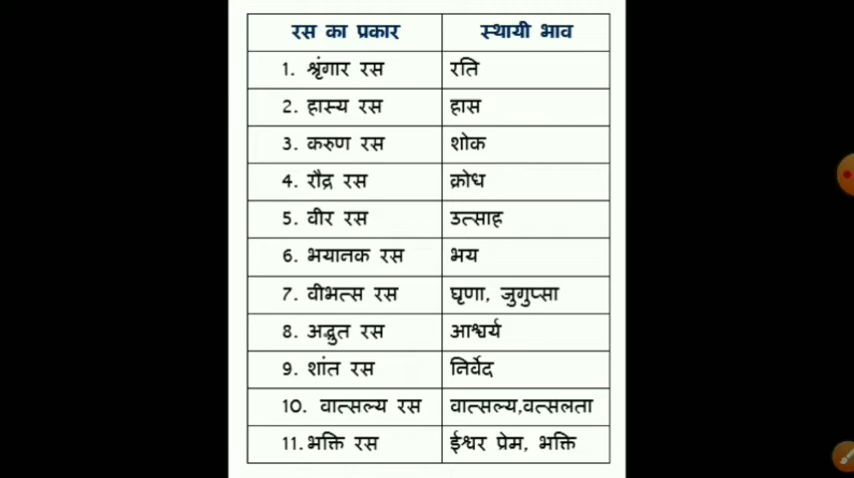 रस का प्रकार स्थायी भाव
1. श्रृंगार रस रति
2. हास्य रस हास
3. करुण रस शोक
4. रौद्र रस क्रोध
5. वीर रस उत्साह
6. भयानक रस भय
7. वीभत्स रस घृणा, जुगुप्सा
8. अद्भुत रस आश्चर्य
9. शांत रस निर्वेद
10. वात्सल्य रस वात्सल्य,वत्सलता
11. भक्ति रस ईश्वर प्रेम, भक्ति